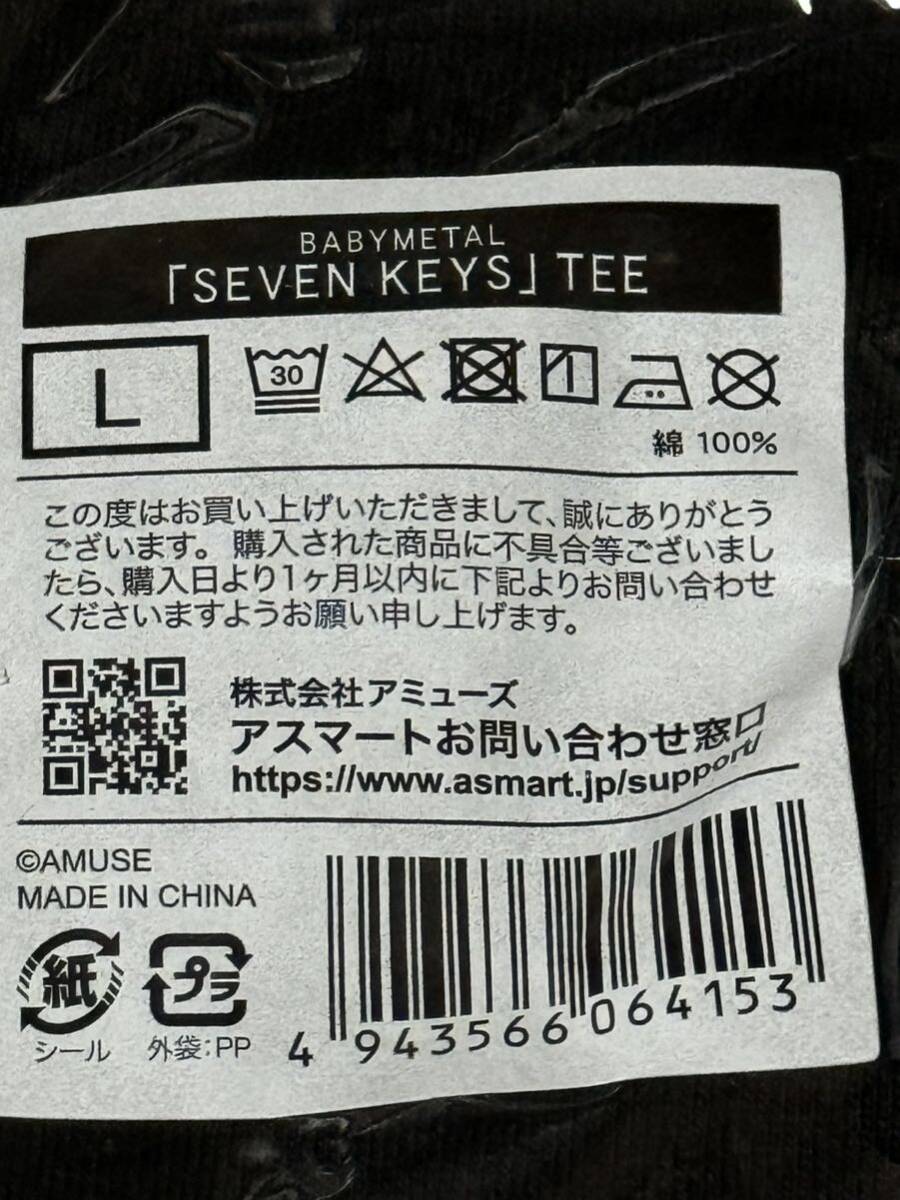 BABYMETAL
「SEVEN KEYS」TEE
L
30
綿 100%
この度はお買い上げいただきまして、誠にありがとう
ございます。購入された商品に不具合等ございまし
たら、購入日より1ヶ月以内に下記よりお問い合わせ
くださいますようお願い申し上げます。
株式会社アミューズ
アスマートお問い合わせ窓口
https://www.asmart.jp/support/
©AMUSE
MADE IN CHINA
紙
プラ
シール
外袋:PP
4 943566 064153